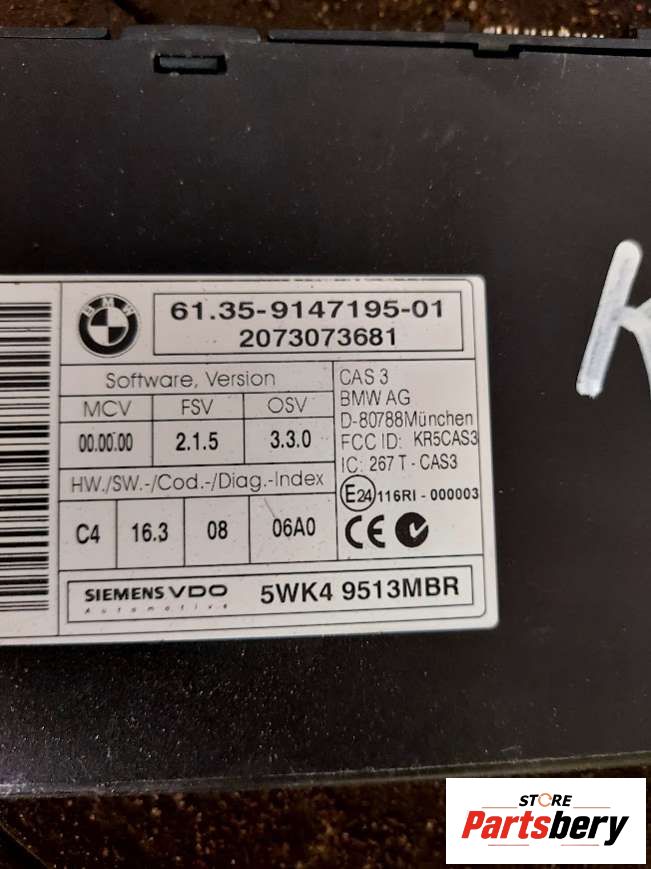 BMW
61.35-9147195-01
2073073681
Software, Version
MCV FSV OSV
00.00.00 2.1.5 3.3.0
HW./SW.-/Cod.-/Diag.-Index
C4 16.3 08 06A0
CAS 3
BMW AG
D-80788München
FCC ID: KR5CAS3
IC: 267 T - CAS3
E24 116RI - 000003
CE
SIEMENS VDO 5WK4 9513MBR
Automotive
K
STORE
Partsbery